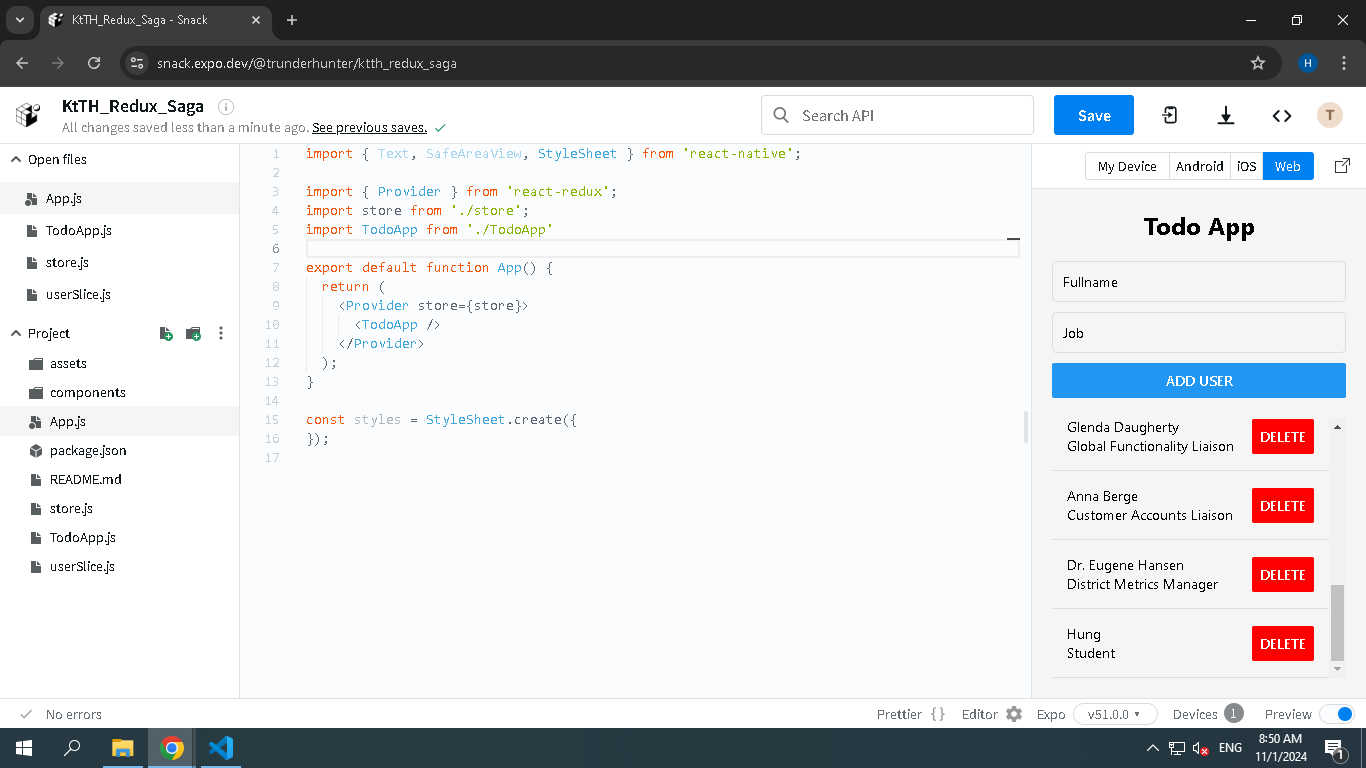 KtTH_Redux_Saga - Snack
snack.expo.dev/@trunderhunter/ktth_redux_saga
H
KtTH_Redux_Saga
All changes saved less than a minute ago. See previous saves.
Search API
Save
T
Open files
App.js
TodoApp.js
store.js
userSlice.js
Project
assets
components
App.js
package.json
README.md
store.js
TodoApp.js
userSlice.js
1 import { Text, SafeAreaView, StyleSheet } from 'react-native';
2
3 import { Provider } from 'react-redux';
4 import store from './store';
5 import TodoApp from './TodoApp'
6
7 export default function App() {
8 return (
9 <Provider store={store}>
10 <TodoApp />
11 </Provider>
12 );
13 }
14
15 const styles = StyleSheet.create({
16 });
17
My Device Android iOS Web
Todo App
Fullname
Job
ADD USER
Glenda Daugherty
Global Functionality Liaison
DELETE
Anna Berge
Customer Accounts Liaison
DELETE
Dr. Eugene Hansen
District Metrics Manager
DELETE
Hung
Student
DELETE
No errors
Prettier {} Editor Expo v51.0.0 Devices 1 Preview
ENG
8:50 AM
11/1/2024
1